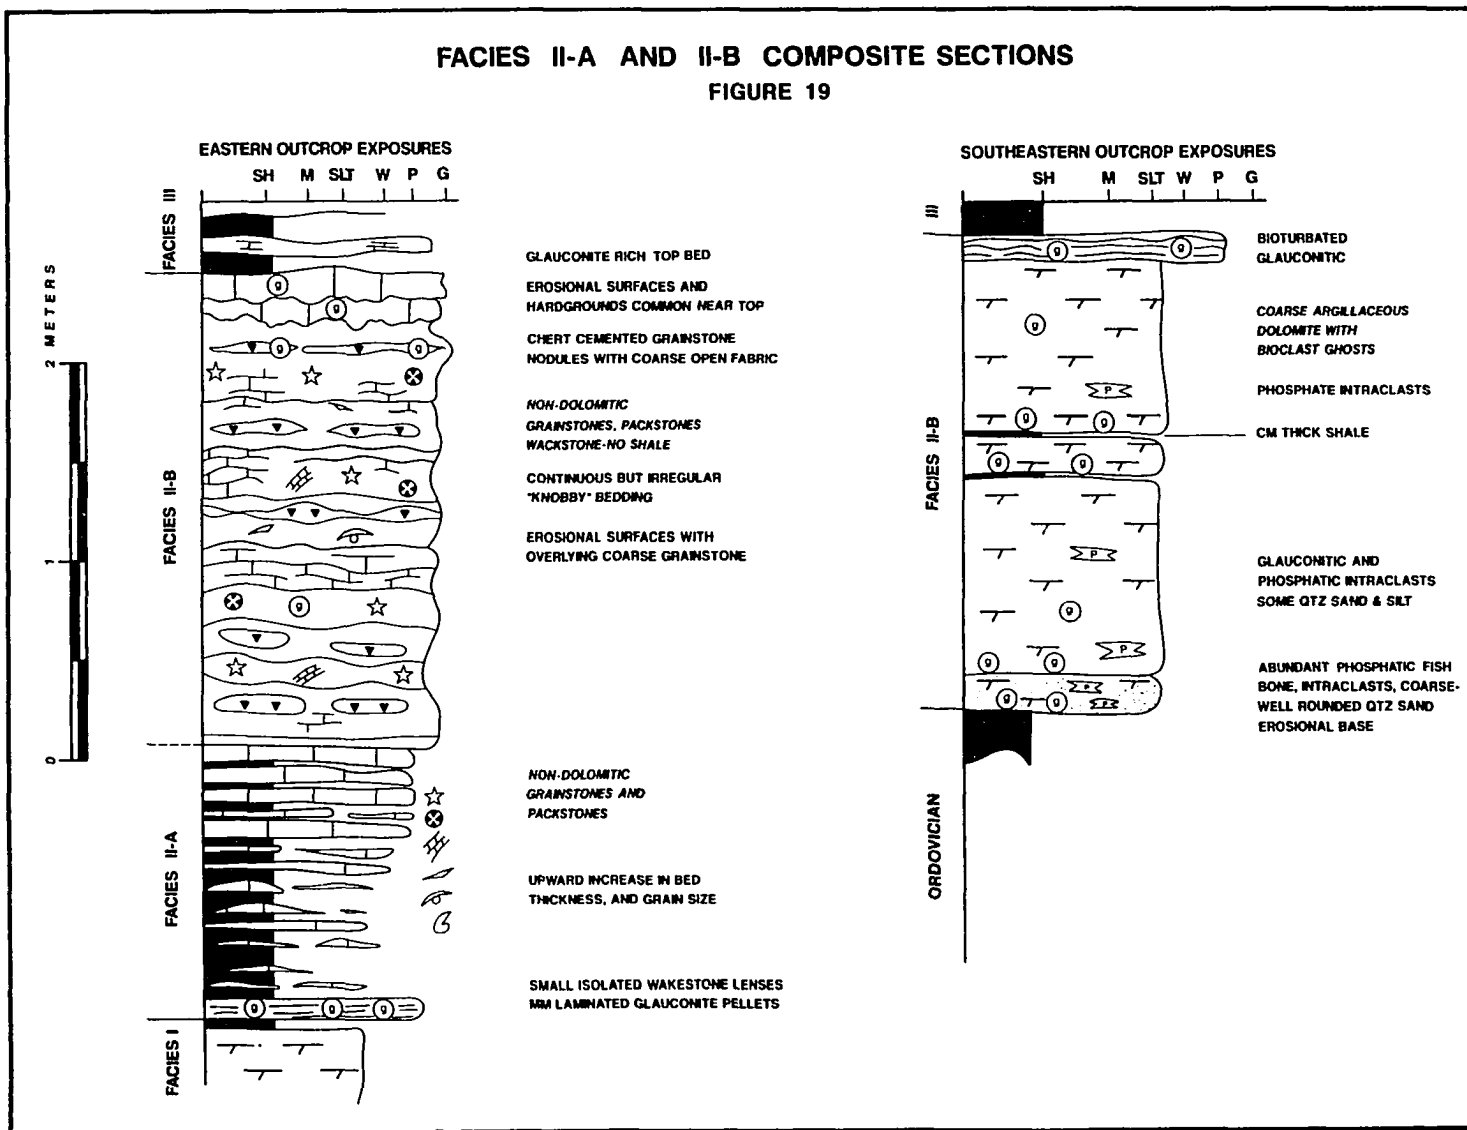 FACIES II-A AND II-B COMPOSITE SECTIONS
FIGURE 19
EASTERN OUTCROP EXPOSURES
SH M SLT W P G
FACIES III
FACIES II-B
FACIES II-A
FACIES I
2 METERS
1
0
g
g
g
g
g
g
g
g
GLAUCONITE RICH TOP BED
EROSIONAL SURFACES AND
HARDGROUNDS COMMON NEAR TOP
CHERT CEMENTED GRAINSTONE
NODULES WITH COARSE OPEN FABRIC
NON-DOLOMITIC
GRAINSTONES, PACKSTONES
WACKSTONE-NO SHALE
CONTINUOUS BUT IRREGULAR
"KNOBBY" BEDDING
EROSIONAL SURFACES WITH
OVERLYING COARSE GRAINSTONE
NON-DOLOMITIC
GRAINSTONES AND
PACKSTONES
UPWARD INCREASE IN BED
THICKNESS, AND GRAIN SIZE
SMALL ISOLATED WAKESTONE LENSES
MM LAMINATED GLAUCONITE PELLETS
SOUTHEASTERN OUTCROP EXPOSURES
SH M SLT W P G
III
FACIES II-B
ORDOVICIAN
g g
g
P
g g
g g
P
g
P
g g
P
g g P
BIOTURBATED
GLAUCONITIC
COARSE ARGILLACEOUS
DOLOMITE WITH
BIOCLAST GHOSTS
PHOSPHATE INTRACLASTS
CM THICK SHALE
GLAUCONITIC AND
PHOSPHATIC INTRACLASTS
SOME QTZ SAND & SILT
ABUNDANT PHOSPHATIC FISH
BONE, INTRACLASTS, COARSE-
WELL ROUNDED QTZ SAND
EROSIONAL BASE